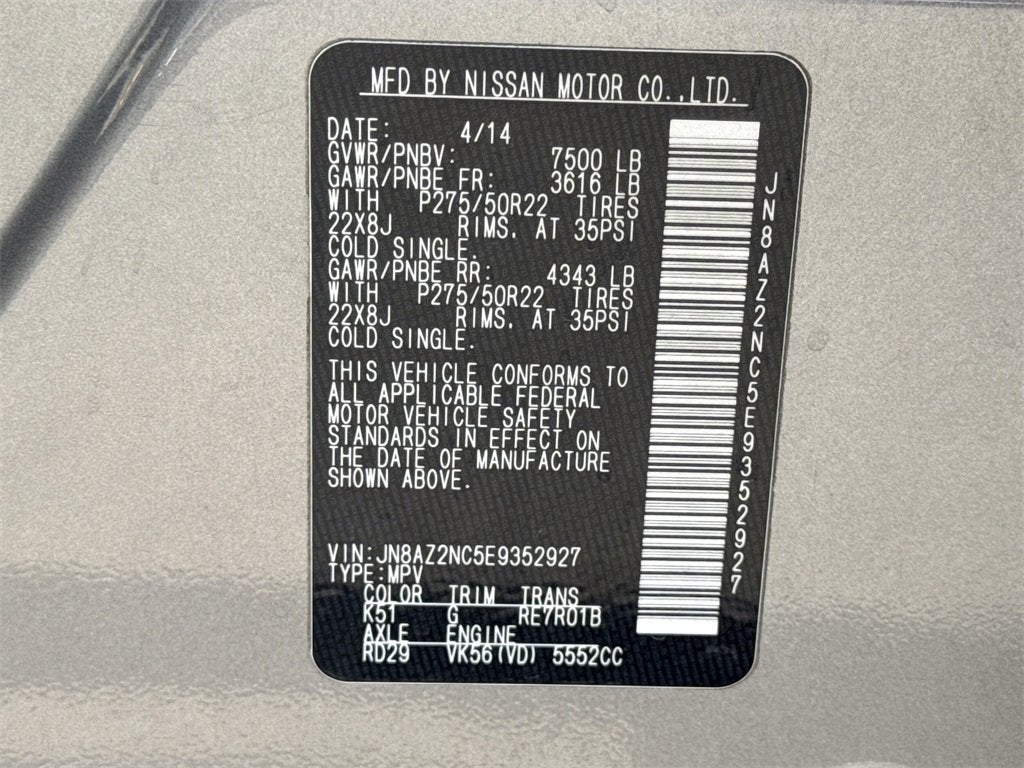 MFD BY NISSAN MOTOR CO.,LTD.
DATE: 4/14
GVWR/PNBV: 7500 LB
GAWR/PNBE FR: 3616 LB
WITH P275/50R22 TIRES
22X8J RIMS, AT 35PSI
COLD SINGLE.
GAWR/PNBE RR: 4343 LB
WITH P275/50R22 TIRES
22X8J RIMS, AT 35PSI
COLD SINGLE.
THIS VEHICLE CONFORMS TO
ALL APPLICABLE FEDERAL
MOTOR VEHICLE SAFETY
STANDARDS IN EFFECT ON
THE DATE OF MANUFACTURE
SHOWN ABOVE.
VIN:JN8AZ2NC5E9352927
TYPE:MPV
COLOR TRIM TRANS
K51 G RE7R01B
AXLE ENGINE
RD29 VK56(VD) 5552CC
JN8AZ2NC5E9352927